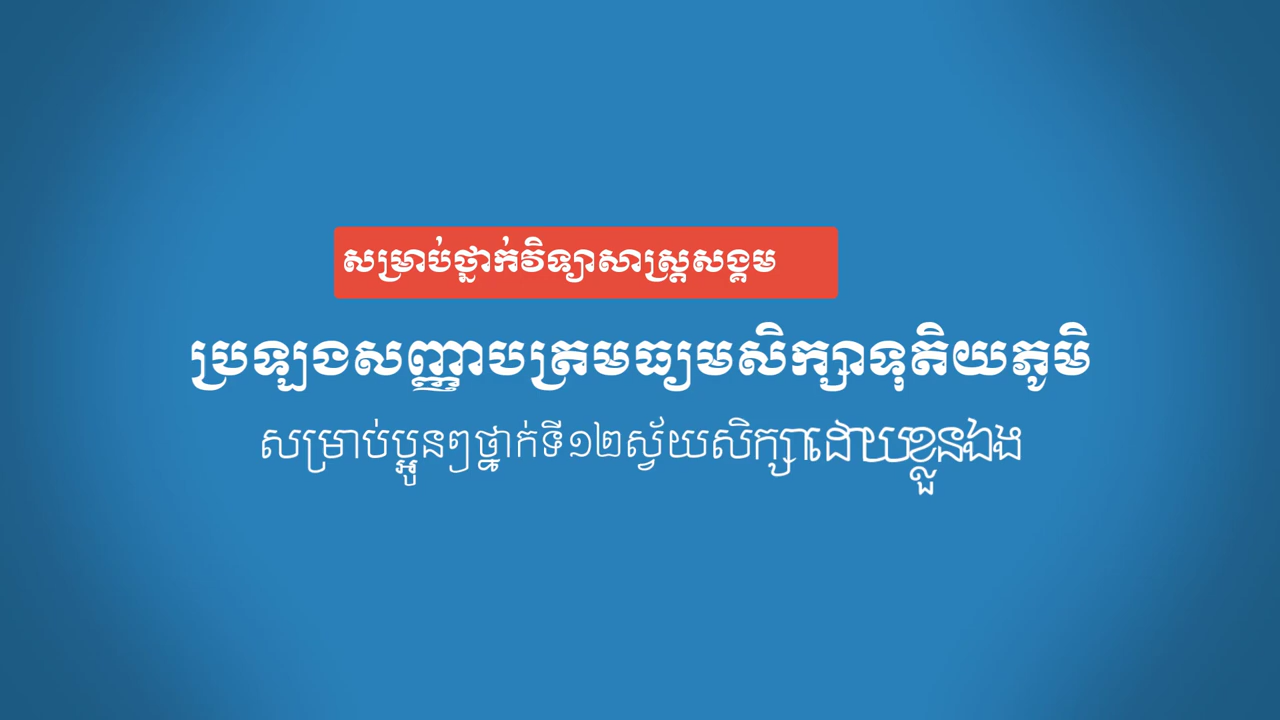 សម្រាប់ថ្នាក់វិទ្យាសាស្ត្រសង្គម
ប្រឡងសញ្ញាបត្រមធ្យមសិក្សាទុតិយភូមិ
សម្រាប់ប្អូនៗថ្នាក់ទី១២ស្វ័យសិក្សាដោយខ្លួនឯង